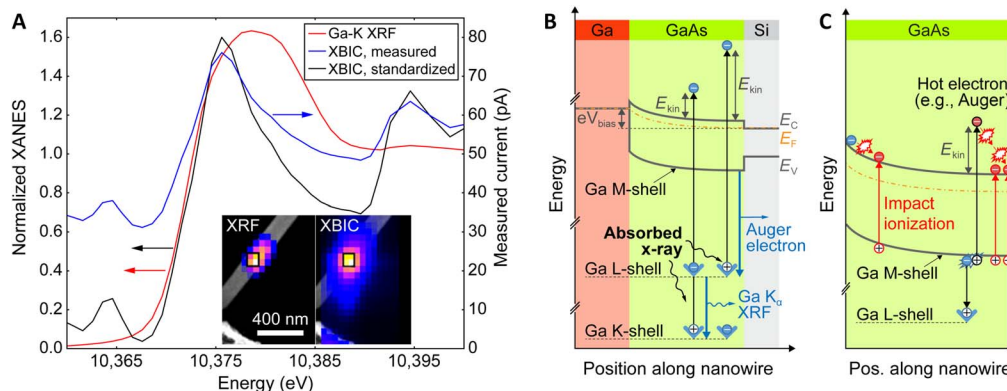 A
Normalized XANES
1.60
1.4
1.2
1.0
0.8
0.6
0.4
0.2
0.0
10,365
10,375
10,385
10,395
Energy (eV)
Ga-K XRF
XBIC, measured
XBIC, standardized
80
70
60
50
40
30
20
10
0
Measured current (pA)
XRF
XBIC
400 nm
B
Ga
GaAs
Si
Energy
E_kin
E_kin
eV_bias
E_C
E_F
E_V
Ga M-shell
Absorbed
x-ray
Auger
electron
Ga L-shell
Ga K_α
XRF
Ga K-shell
Position along nanowire
C
GaAs
Energy
Hot electron
(e.g., Auger)
E_kin
Impact
ionization
Ga M-shell
Ga L-shell
Pos. along nanowire